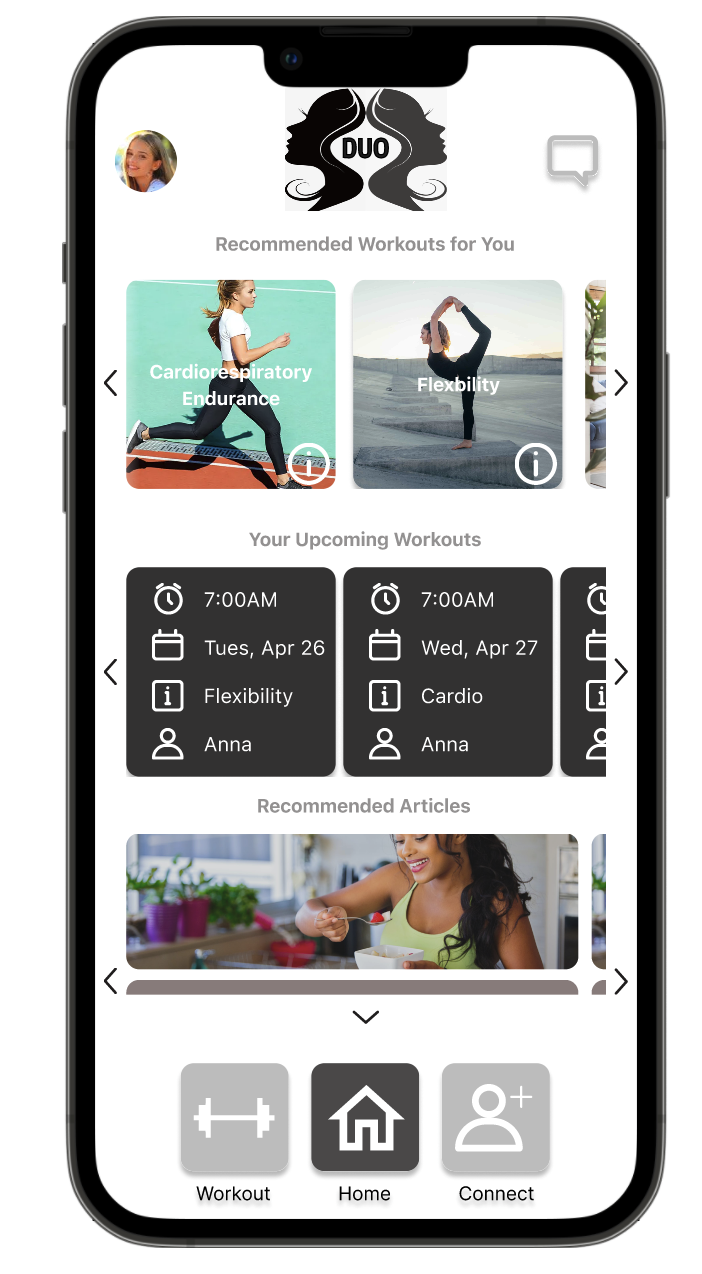 DUO
Recommended Workouts for You
Cardiorespiratory
Endurance
Flexbility
Your Upcoming Workouts
7:00AM
Tues, Apr 26
Flexibility
Anna
7:00AM
Wed, Apr 27
Cardio
Anna
Recommended Articles
Workout
Home
Connect